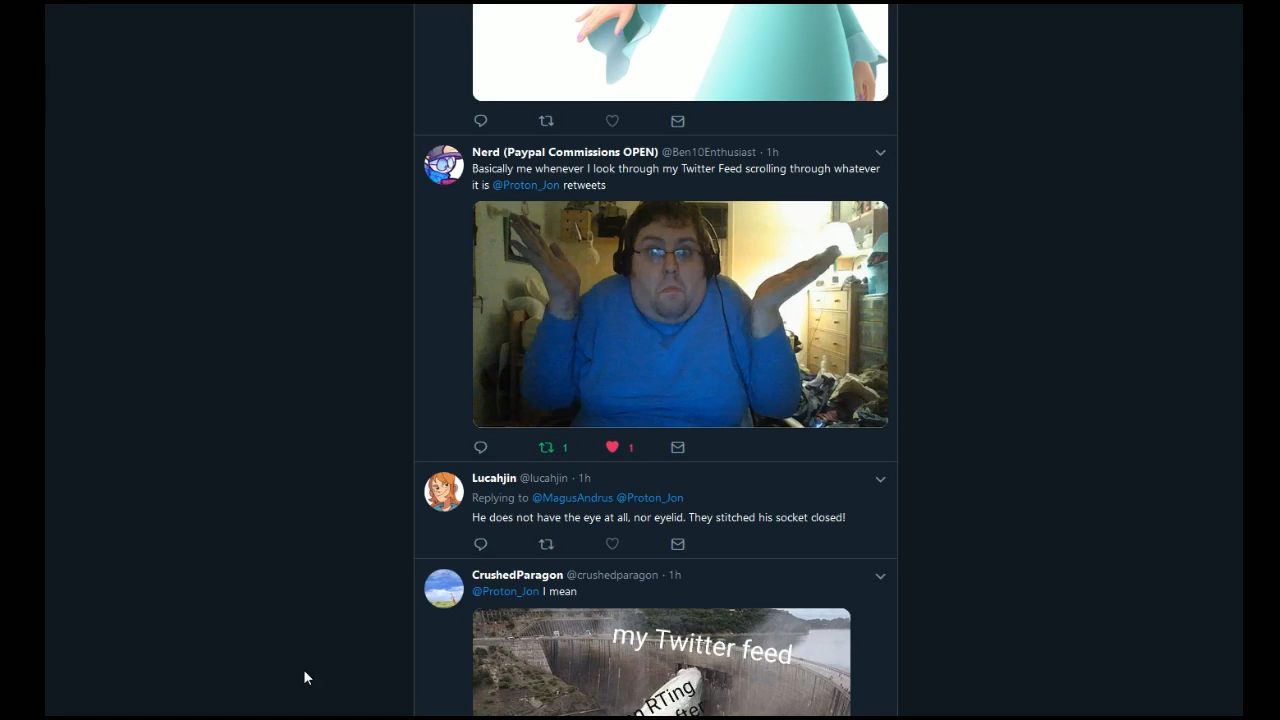 Nerd (Paypal Commissions OPEN) @Ben10Enthusiast · 1h
Basically me whenever I look through my Twitter Feed scrolling through whatever
it is @Proton_Jon retweets
1 1
Lucahjin @lucahjin · 1h
Replying to @MagusAndrus @Proton_Jon
He does not have the eye at all, nor eyelid. They stitched his socket closed!
CrushedParagon @crushedparagon · 1h
@Proton_Jon I mean
my Twitter feed
RTing